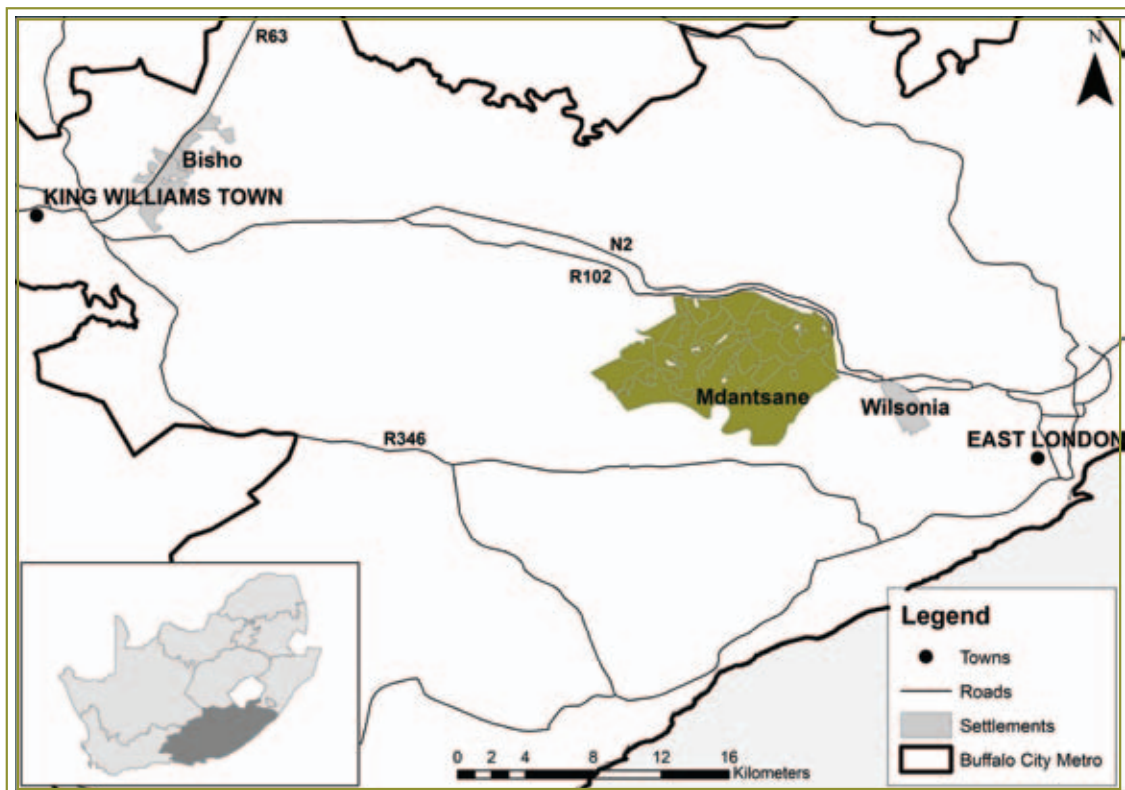 R63
N
Bisho
KING WILLIAMS TOWN
N2
R102
Mdantsane
Wilsonia
R346
EAST LONDON
Legend
Towns
Roads
Settlements
Buffalo City Metro
0 2 4 8 12 16
Kilometers